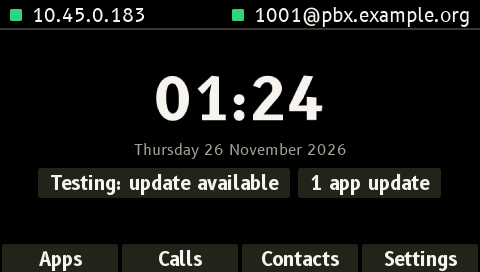 10.45.0.183 1001@pbx.example.org
01:24
Thursday 26 November 2026
Testing: update available 1 app update
Apps Calls Contacts Settings